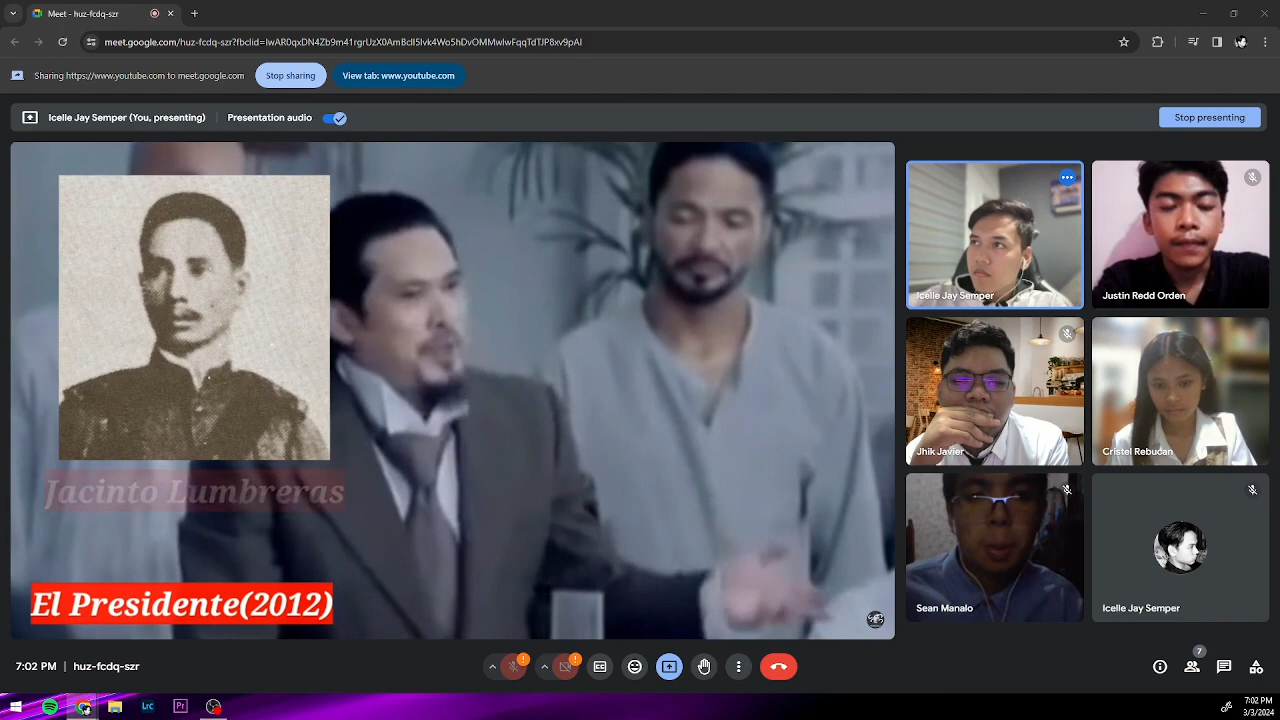 Meet - huz-fcdq-szr
meet.google.com/huz-fcdq-szr?fbclid=IwAR0qxDN4Zb9m41rgrUzX0Am8clI5Ivk4Wo5hDvOMMwlwFqqTdTJP8xv9pAI
Sharing https://www.youtube.com to meet.google.com
Stop sharing
View tab: www.youtube.com
Icelle Jay Semper (You, presenting)
Presentation audio
Stop presenting
Jacinto Lumbreras
El Presidente(2012)
Icelle Jay Semper
Justin Redd Orden
Jhik Javier
Cristel Rebucan
Sean Manalo
Icelle Jay Semper
7:02 PM | huz-fcdq-szr
7
Lrc
Pr
7:02 PM
3/3/2024